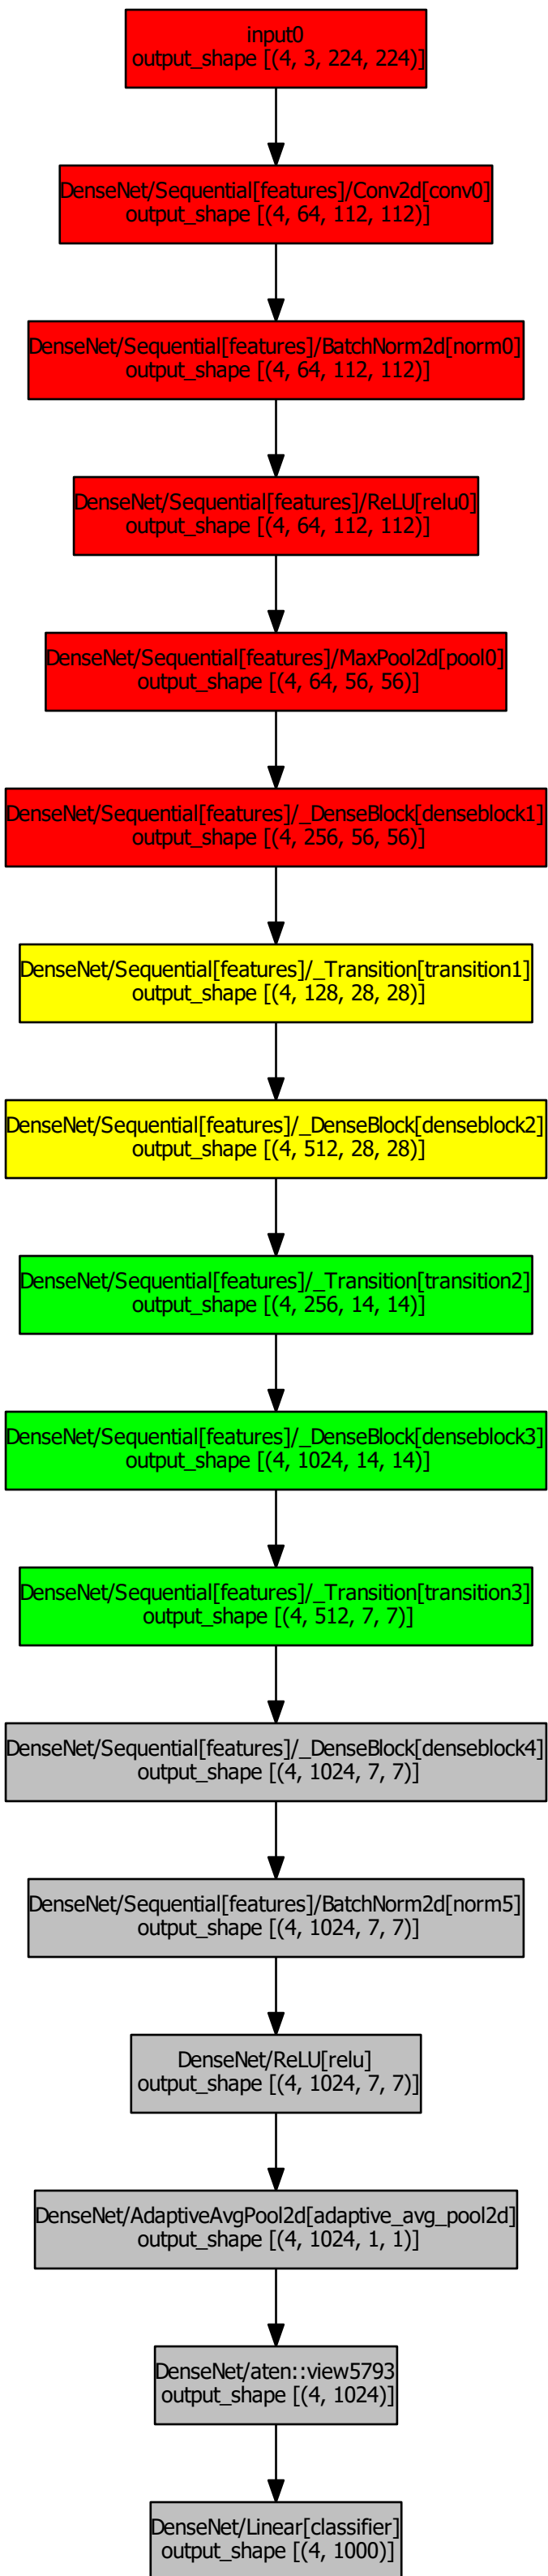 input0
output_shape [(4, 3, 224, 224)]
DenseNet/Sequential[features]/Conv2d[conv0]
output_shape [(4, 64, 112, 112)]
DenseNet/Sequential[features]/BatchNorm2d[norm0]
output_shape [(4, 64, 112, 112)]
DenseNet/Sequential[features]/ReLU[relu0]
output_shape [(4, 64, 112, 112)]
DenseNet/Sequential[features]/MaxPool2d[pool0]
output_shape [(4, 64, 56, 56)]
DenseNet/Sequential[features]/_DenseBlock[denseblock1]
output_shape [(4, 256, 56, 56)]
DenseNet/Sequential[features]/_Transition[transition1]
output_shape [(4, 128, 28, 28)]
DenseNet/Sequential[features]/_DenseBlock[denseblock2]
output_shape [(4, 512, 28, 28)]
DenseNet/Sequential[features]/_Transition[transition2]
output_shape [(4, 256, 14, 14)]
DenseNet/Sequential[features]/_DenseBlock[denseblock3]
output_shape [(4, 1024, 14, 14)]
DenseNet/Sequential[features]/_Transition[transition3]
output_shape [(4, 512, 7, 7)]
DenseNet/Sequential[features]/_DenseBlock[denseblock4]
output_shape [(4, 1024, 7, 7)]
DenseNet/Sequential[features]/BatchNorm2d[norm5]
output_shape [(4, 1024, 7, 7)]
DenseNet/ReLU[relu]
output_shape [(4, 1024, 7, 7)]
DenseNet/AdaptiveAvgPool2d[adaptive_avg_pool2d]
output_shape [(4, 1024, 1, 1)]
DenseNet/aten::view5793
output_shape [(4, 1024)]
DenseNet/Linear[classifier]
output_shape [(4, 1000)]